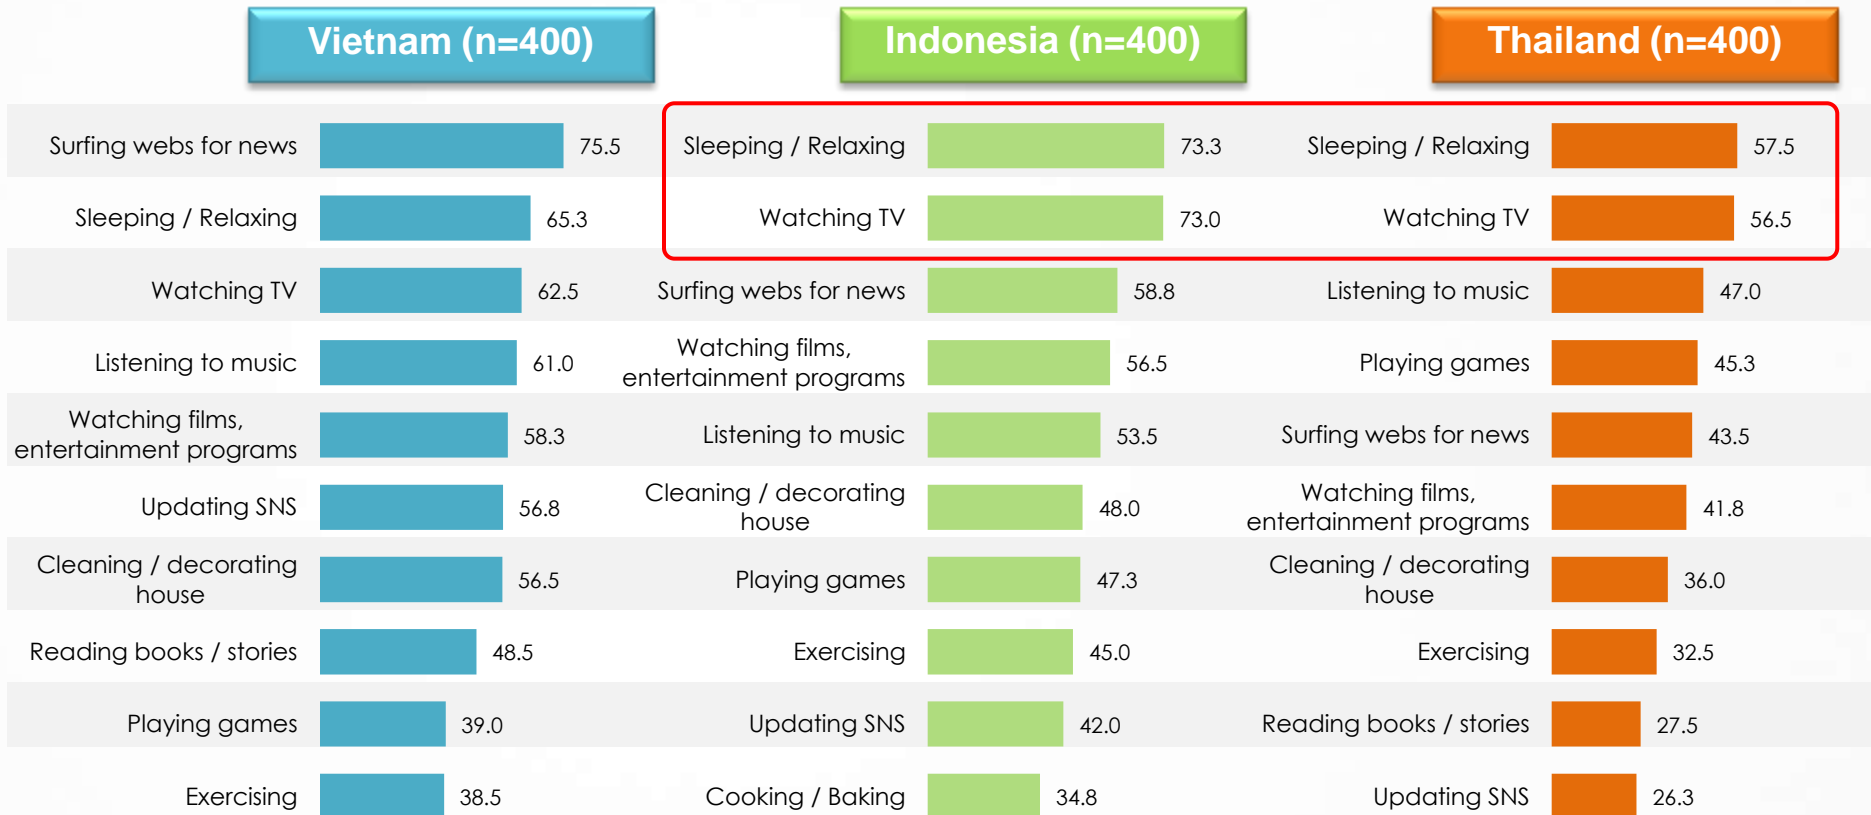 Vietnam (n=400)
Indonesia (n=400)
Thailand (n=400)
Surfing webs for news 75.5
Sleeping / Relaxing 73.3
Sleeping / Relaxing 57.5
Sleeping / Relaxing 65.3
Watching TV 73.0
Watching TV 56.5
Watching TV 62.5
Surfing webs for news 58.8
Listening to music 47.0
Listening to music 61.0
Watching films,
entertainment programs 56.5
Playing games 45.3
Watching films,
entertainment programs 58.3
Listening to music 53.5
Surfing webs for news 43.5
Updating SNS 56.8
Cleaning / decorating
house 48.0
Watching films,
entertainment programs 41.8
Cleaning / decorating
house 56.5
Playing games 47.3
Cleaning / decorating
house 36.0
Reading books / stories 48.5
Exercising 45.0
Exercising 32.5
Playing games 39.0
Updating SNS 42.0
Reading books / stories 27.5
Exercising 38.5
Cooking / Baking 34.8
Updating SNS 26.3